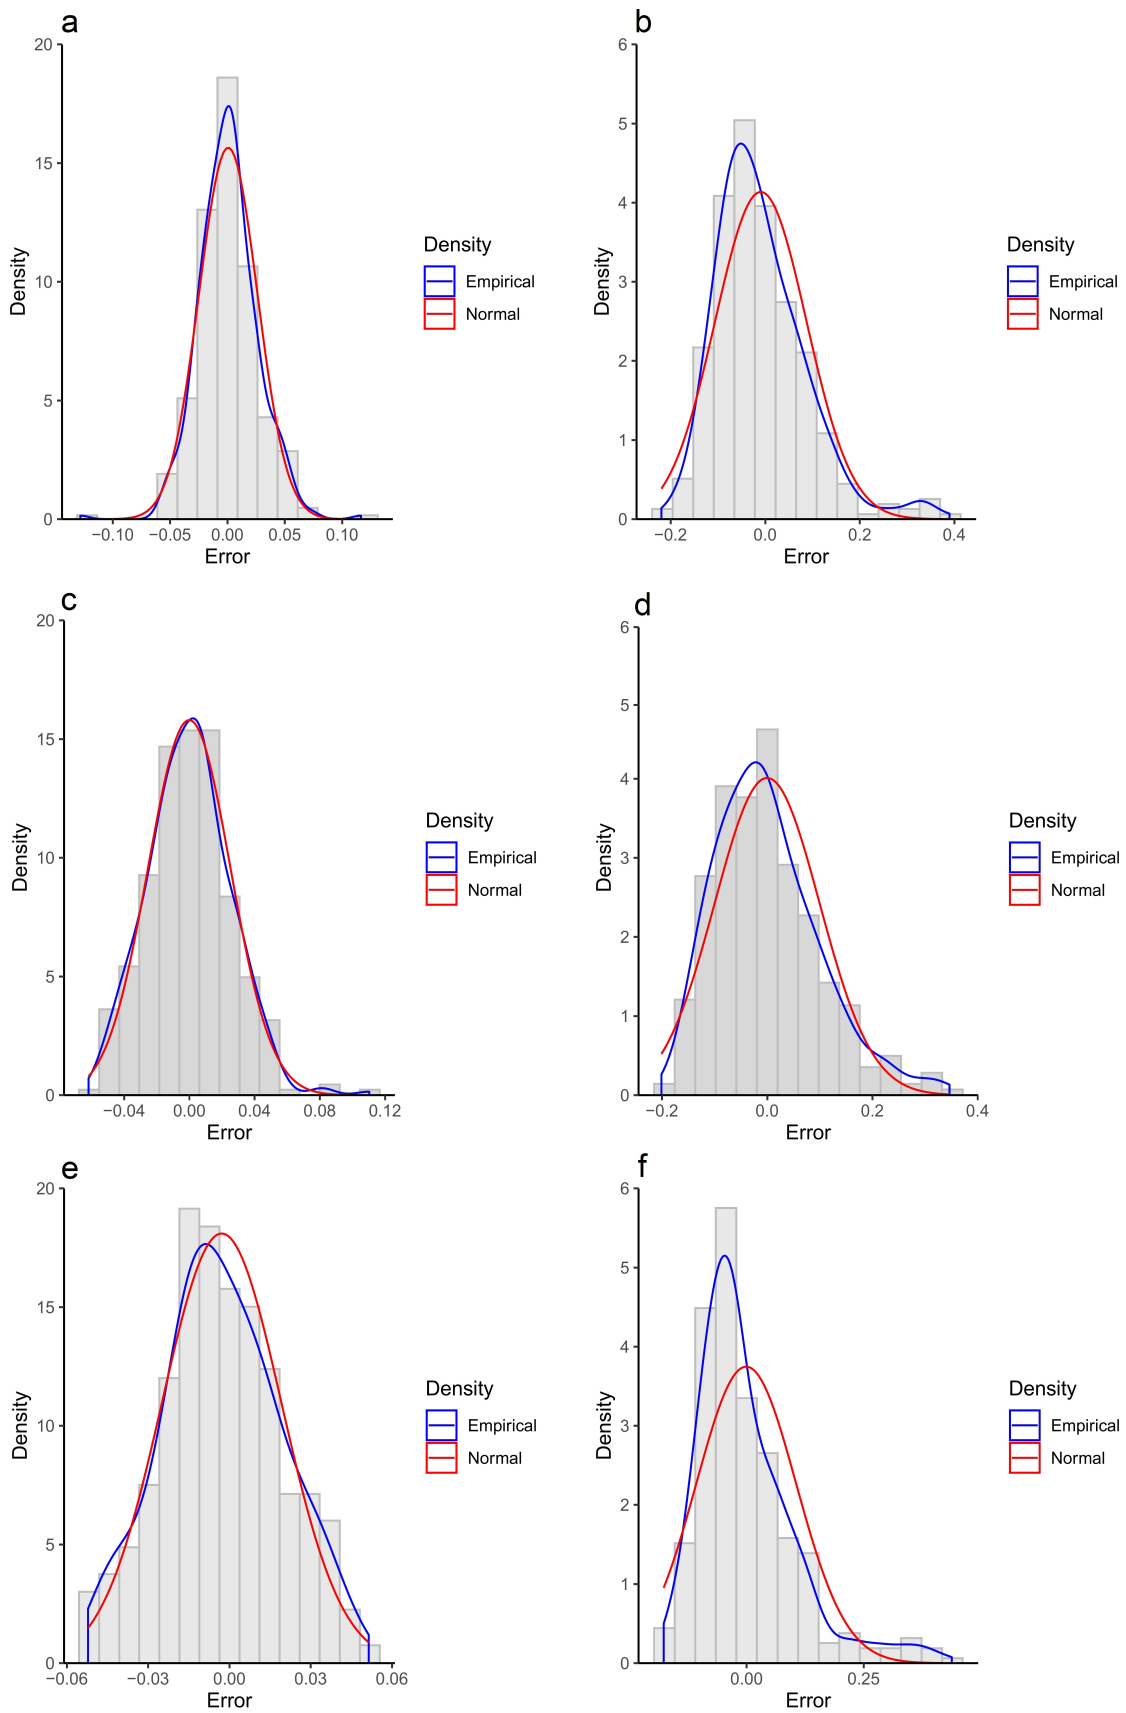 a
20
15
10
5
0
Density
−0.10 −0.05 0.00 0.05 0.10
Error
Density
Empirical
Normal
b
6
5
4
3
2
1
0
Density
−0.2 0.0 0.2 0.4
Error
Density
Empirical
Normal
c
20
15
10
5
0
Density
−0.04 0.00 0.04 0.08 0.12
Error
Density
Empirical
Normal
d
6
5
4
3
2
1
0
Density
−0.2 0.0 0.2 0.4
Error
Density
Empirical
Normal
e
20
15
10
5
0
Density
−0.06 −0.03 0.00 0.03 0.06
Error
Density
Empirical
Normal
f
6
5
4
3
2
1
0
Density
0.00 0.25
Error
Density
Empirical
Normal